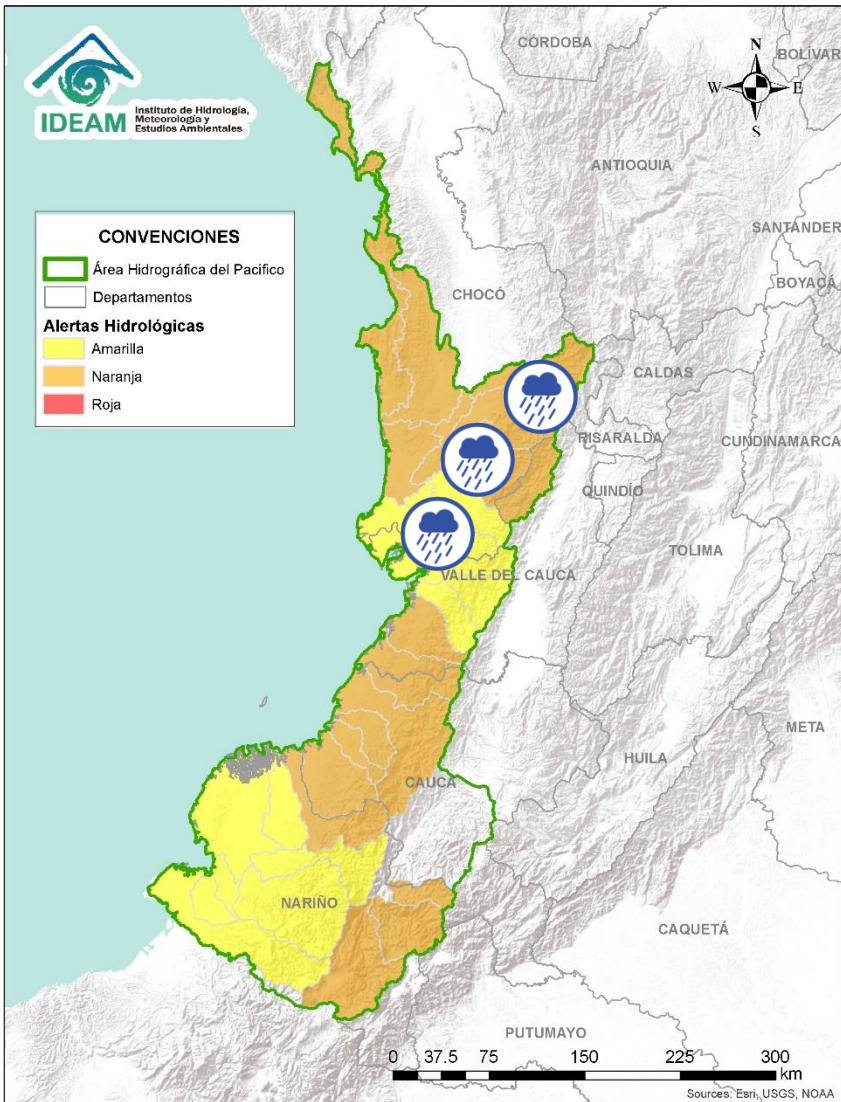 IDEAM
Instituto de Hidrología,
Meteorología y
Estudios Ambientales
CONVENCIONES
Área Hidrográfica del Pacifico
Departamentos
Alertas Hidrológicas
Amarilla
Naranja
Roja
N
W
E
S
CÓRDOBA
BOLÍVAR
ANTIOQUIA
SANTANDER
BOYACÁ
CHOCÓ
CALDAS
RISARALDA
CUNDINAMARCA
QUINDÍO
TOLIMA
VALLE DEL CAUCA
META
HUILA
CAUCA
NARIÑO
CAQUETÁ
PUTUMAYO
0 37.5 75 150 225 300
km
Sources: Esri, USGS, NOAA